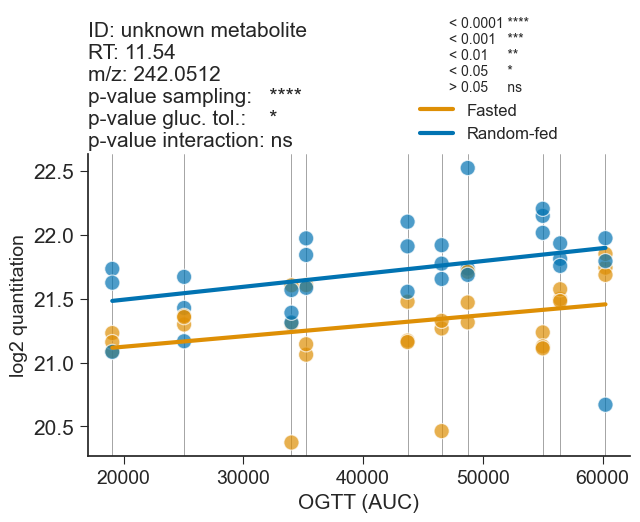 ID: unknown metabolite
RT: 11.54
m/z: 242.0512
p-value sampling: ****
p-value gluc. tol.: *
p-value interaction: ns
< 0.0001 ****
< 0.001 ***
< 0.01 **
< 0.05 *
> 0.05 ns
Fasted
Random-fed
22.5
22.0
21.5
21.0
20.5
log2 quantitation
20000 30000 40000 50000 60000
OGTT (AUC)